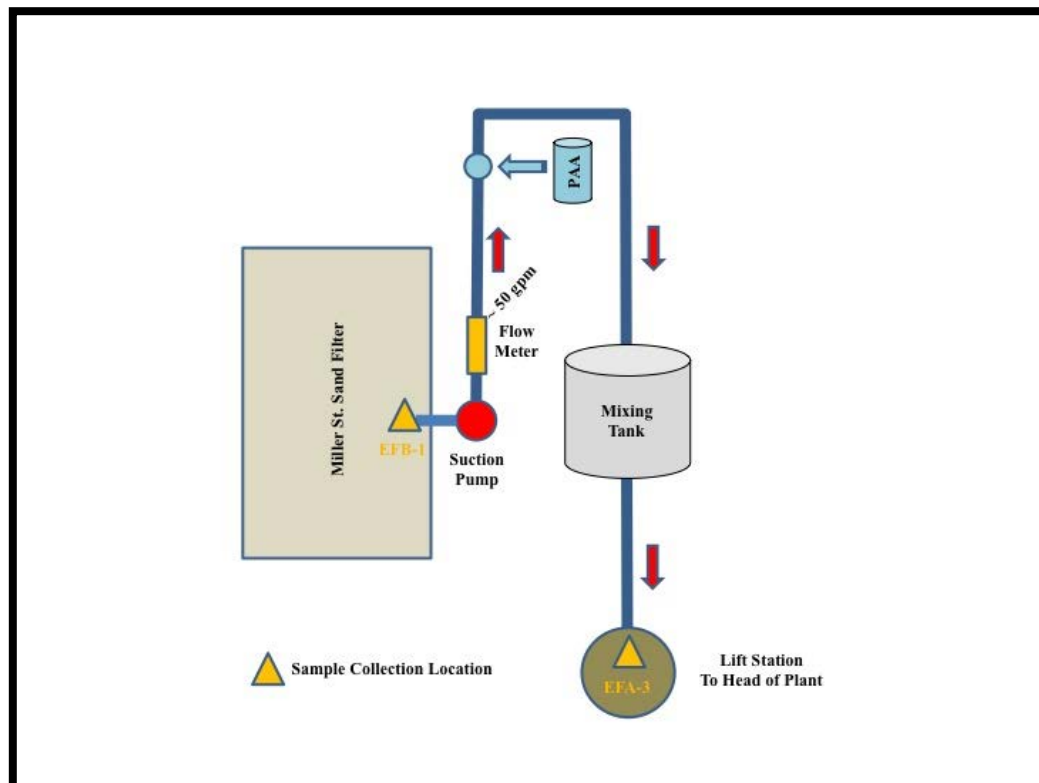 PAA
~ 50 gpm
Flow
Meter
Miller St. Sand Filter
Mixing
Tank
EFB-1
Suction
Pump
Sample Collection Location
EFA-3
Lift Station
To Head of Plant